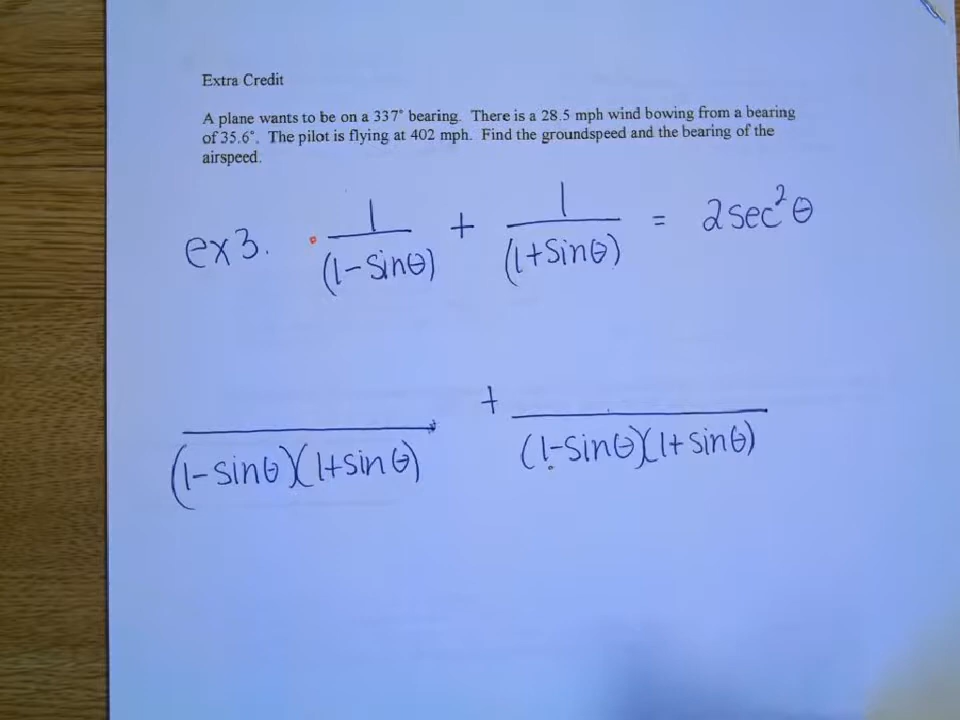 Extra Credit
A plane wants to be on a 337° bearing. There is a 28.5 mph wind bowing from a bearing
of 35.6°. The pilot is flying at 402 mph. Find the groundspeed and the bearing of the
airspeed.
ex3. 1/(1-sinθ) + 1/(1+sinθ) = 2sec²θ
+
(1-sinθ)(1+sinθ) (1-sinθ)(1+sinθ)